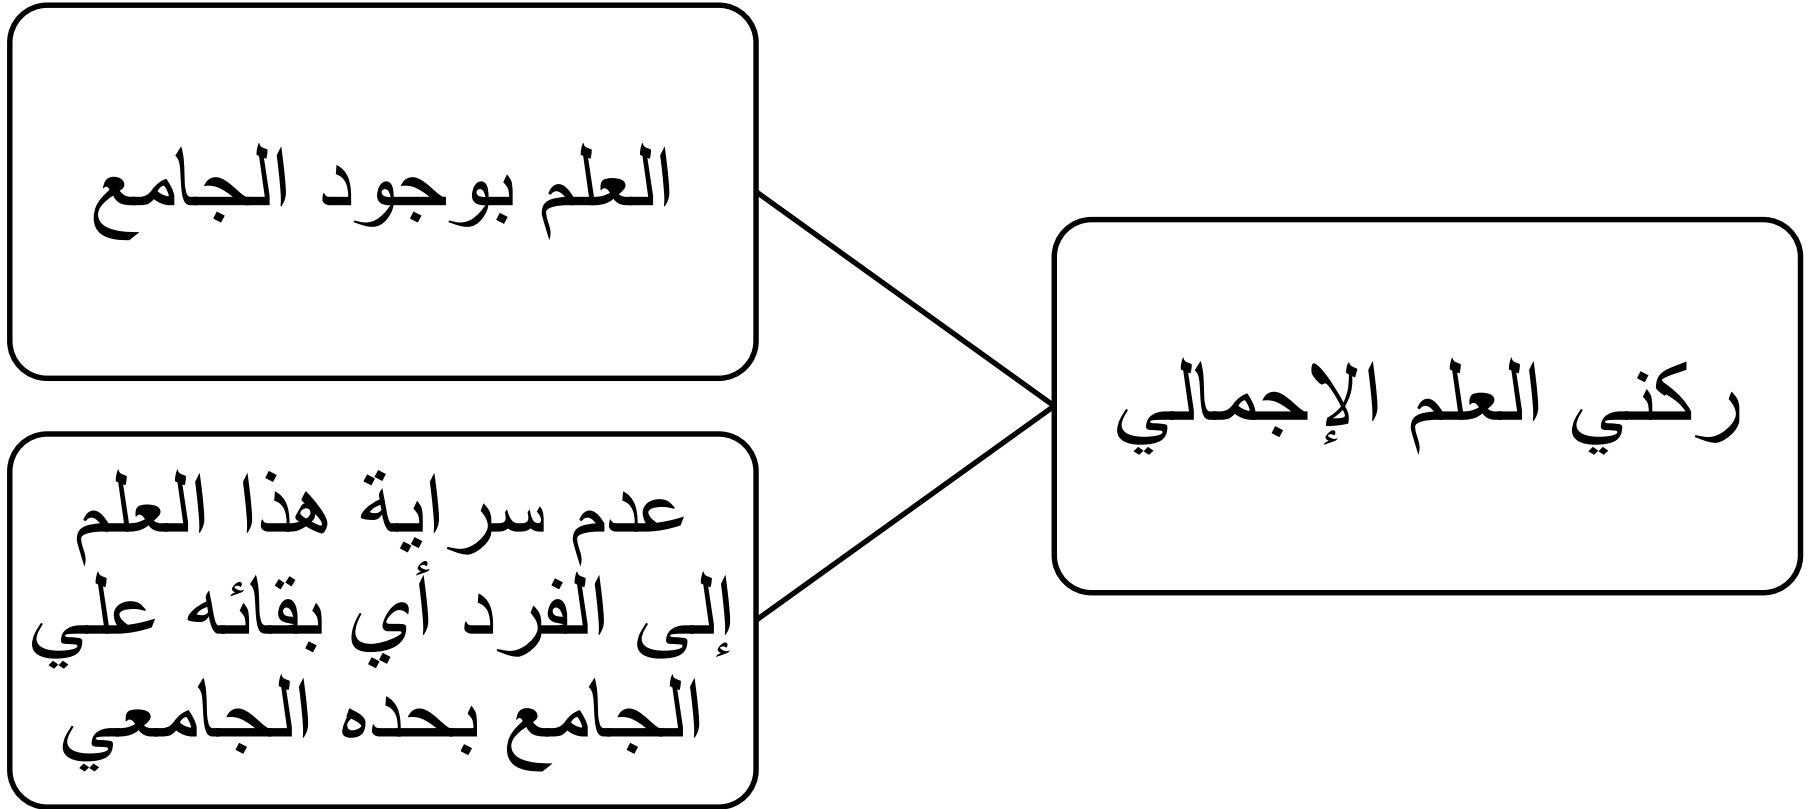 ركني العلم الإجمالي
العلم بوجود الجامع
عدم سراية هذا العلم
إلى الفرد أي بقائه علي
الجامع بحده الجامعي